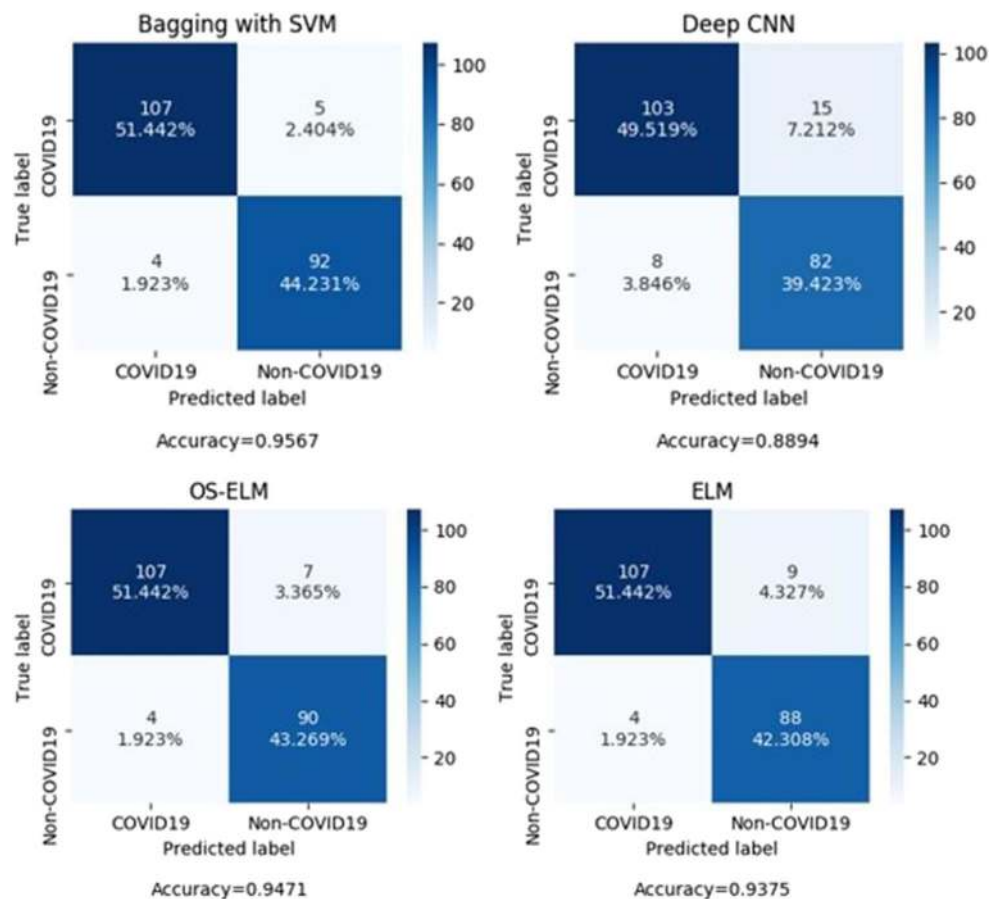 Bagging with SVM
COVID19
Non-COVID19
True label
107
51.442%
5
2.404%
4
1.923%
92
44.231%
100
80
60
40
20
COVID19
Non-COVID19
Predicted label
Accuracy=0.9567
Deep CNN
COVID19
Non-COVID19
True label
103
49.519%
15
7.212%
8
3.846%
82
39.423%
100
80
60
40
20
COVID19
Non-COVID19
Predicted label
Accuracy=0.8894
OS-ELM
COVID19
Non-COVID19
True label
107
51.442%
7
3.365%
4
1.923%
90
43.269%
100
80
60
40
20
COVID19
Non-COVID19
Predicted label
Accuracy=0.9471
ELM
COVID19
Non-COVID19
True label
107
51.442%
9
4.327%
4
1.923%
88
42.308%
100
80
60
40
20
COVID19
Non-COVID19
Predicted label
Accuracy=0.9375